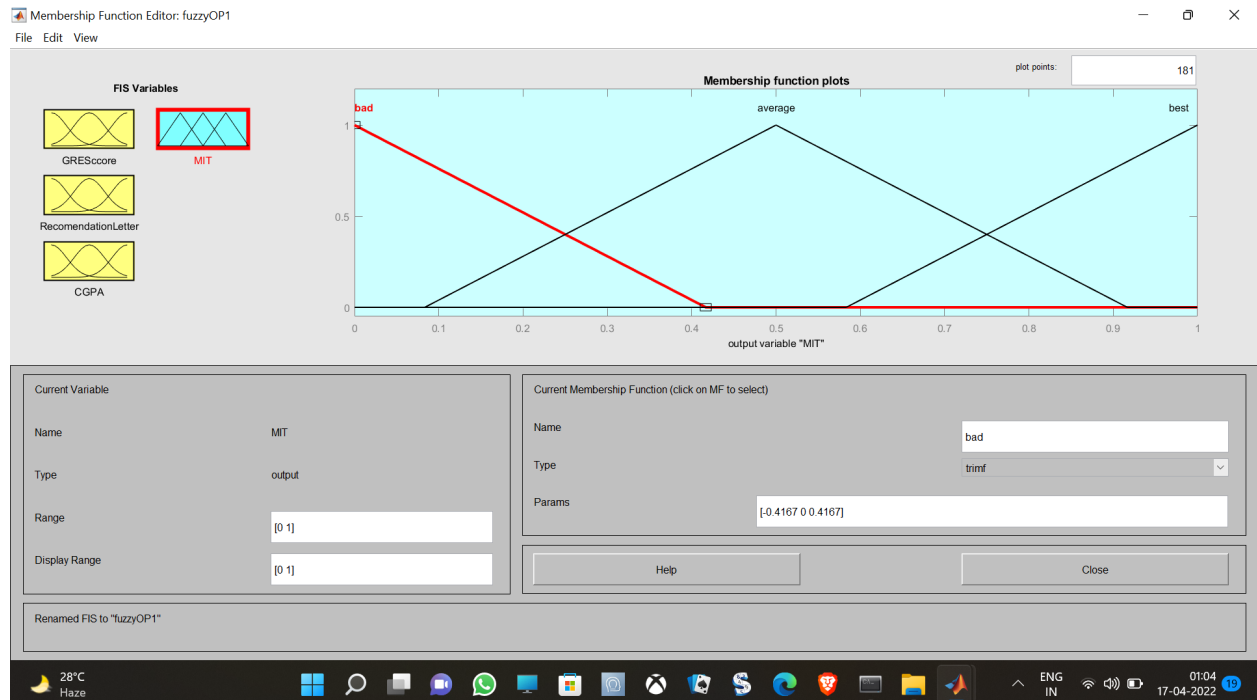 Membership Function Editor: fuzzyOP1
File Edit View
FIS Variables
GRESccore
MIT
RecomendationLetter
CGPA
plot points:
181
Membership function plots
bad
average
best
1
0.5
0
0 0.1 0.2 0.3 0.4 0.5 0.6 0.7 0.8 0.9 1
output variable "MIT"
Current Variable
Name MIT
Type output
Range [0 1]
Display Range [0 1]
Current Membership Function (click on MF to select)
Name bad
Type trimf
Params [-0.4167 0 0.4167]
Help Close
Renamed FIS to "fuzzyOP1"
28°C
Haze
ENG
IN
01:04
17-04-2022
19